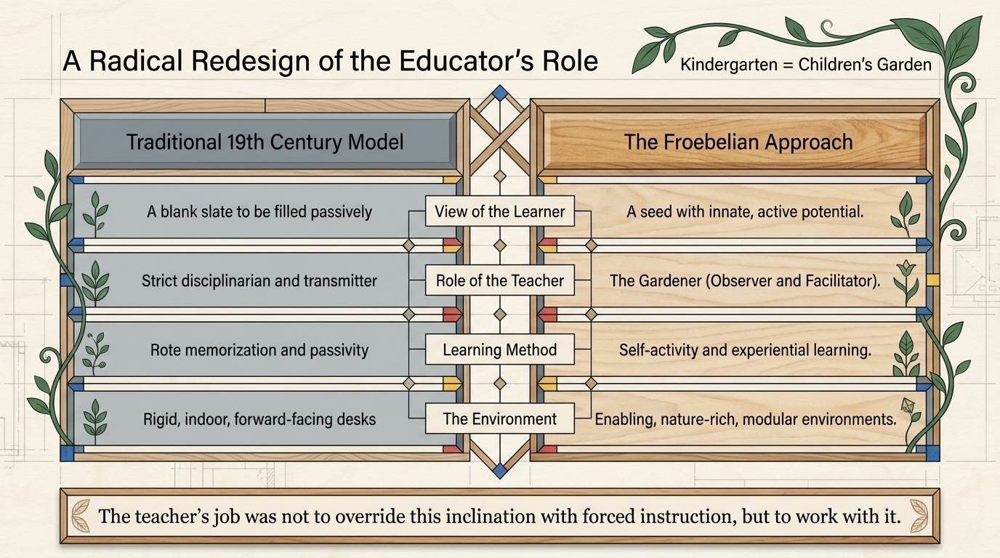 A Radical Redesign of the Educator's Role
Kindergarten = Children's Garden
Traditional 19th Century Model
The Froebelian Approach
A blank slate to be filled passively
View of the Learner
A seed with innate, active potential.
Strict disciplinarian and transmitter
Role of the Teacher
The Gardener (Observer and Facilitator).
Rote memorization and passivity
Learning Method
Self-activity and experiential learning.
Rigid, indoor, forward-facing desks
The Environment
Enabling, nature-rich, modular environments.
The teacher's job was not to override this inclination with forced instruction, but to work with it.